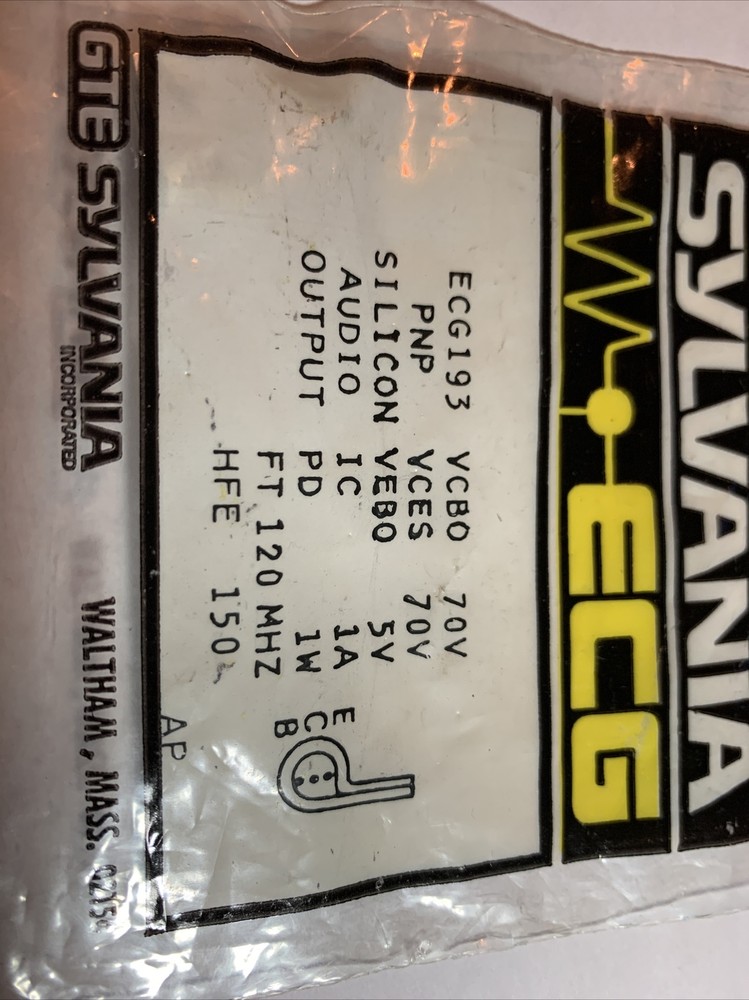 SYLVANIA
ECG
ECG193 VCBO 70V
PNP VCES 70V
SILICON VEBO 5V
AUDIO IC 1A
OUTPUT PD 1W
FT 120 MHZ
HFE 150
E
C
B
AP
GTE SYLVANIA
INCORPORATED
WALTHAM, MASS.